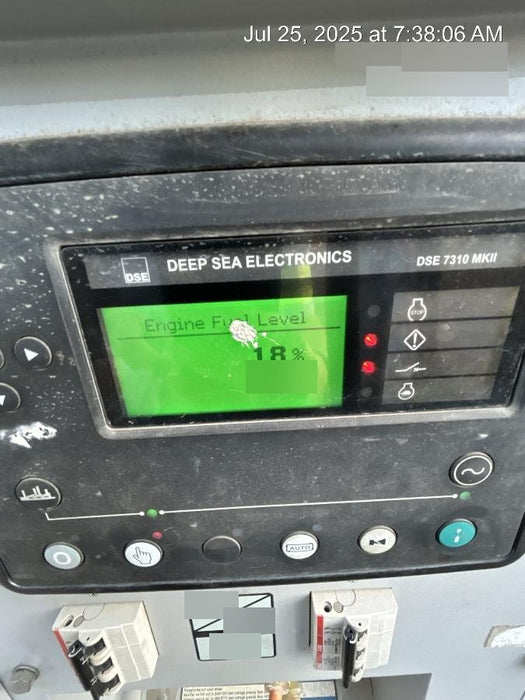 Jul 25, 2025 at 7:38:06 AM
DSE
DEEP SEA ELECTRONICS
DSE 7310 MKII
Engine Fuel Level
18 %
STOP
AUTO
i